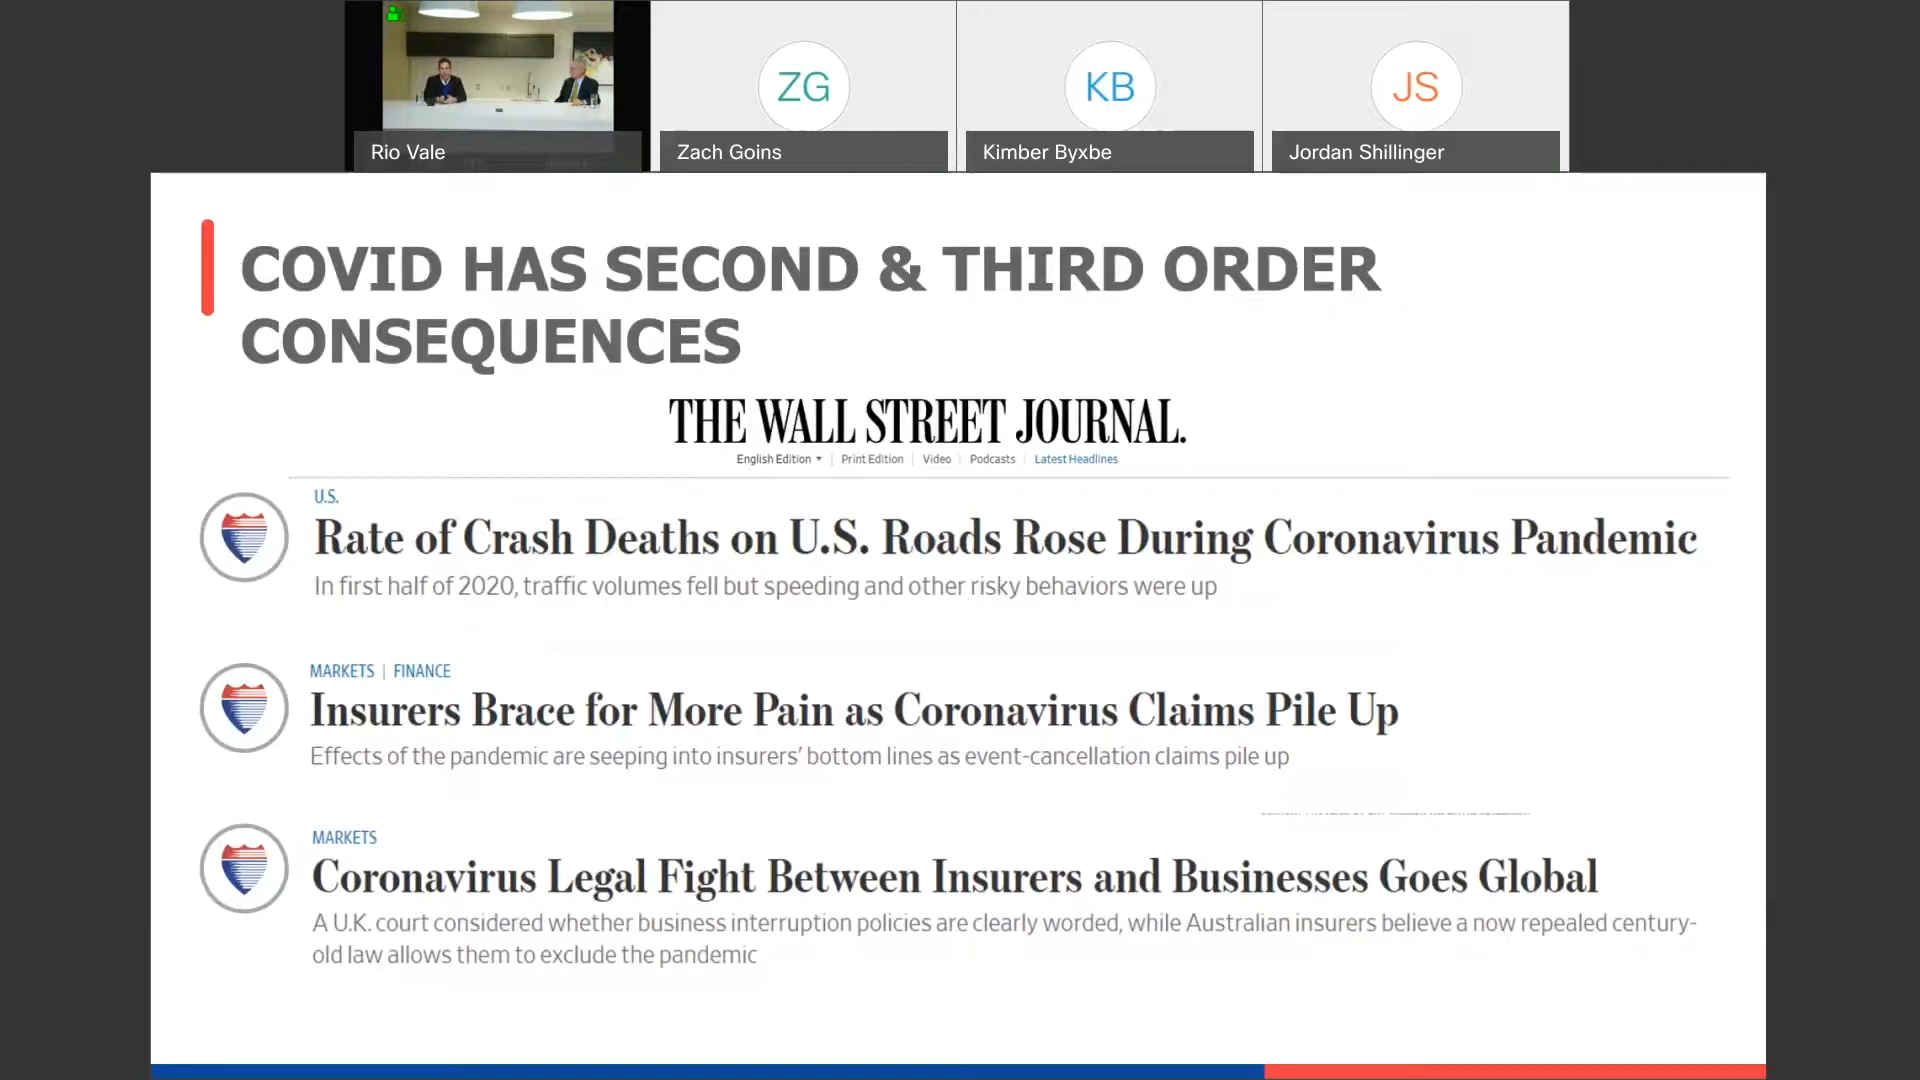 ZG
KB
JS
Rio Vale
Zach Goins
Kimber Byxbe
Jordan Shillinger
COVID HAS SECOND & THIRD ORDER
CONSEQUENCES
THE WALL STREET JOURNAL.
English Edition | Print Edition | Video | Podcasts | Latest Headlines
U.S.
Rate of Crash Deaths on U.S. Roads Rose During Coronavirus Pandemic
In first half of 2020, traffic volumes fell but speeding and other risky behaviors were up
MARKETS | FINANCE
Insurers Brace for More Pain as Coronavirus Claims Pile Up
Effects of the pandemic are seeping into insurers' bottom lines as event-cancellation claims pile up
MARKETS
Coronavirus Legal Fight Between Insurers and Businesses Goes Global
A U.K. court considered whether business interruption policies are clearly worded, while Australian insurers believe a now repealed century-
old law allows them to exclude the pandemic